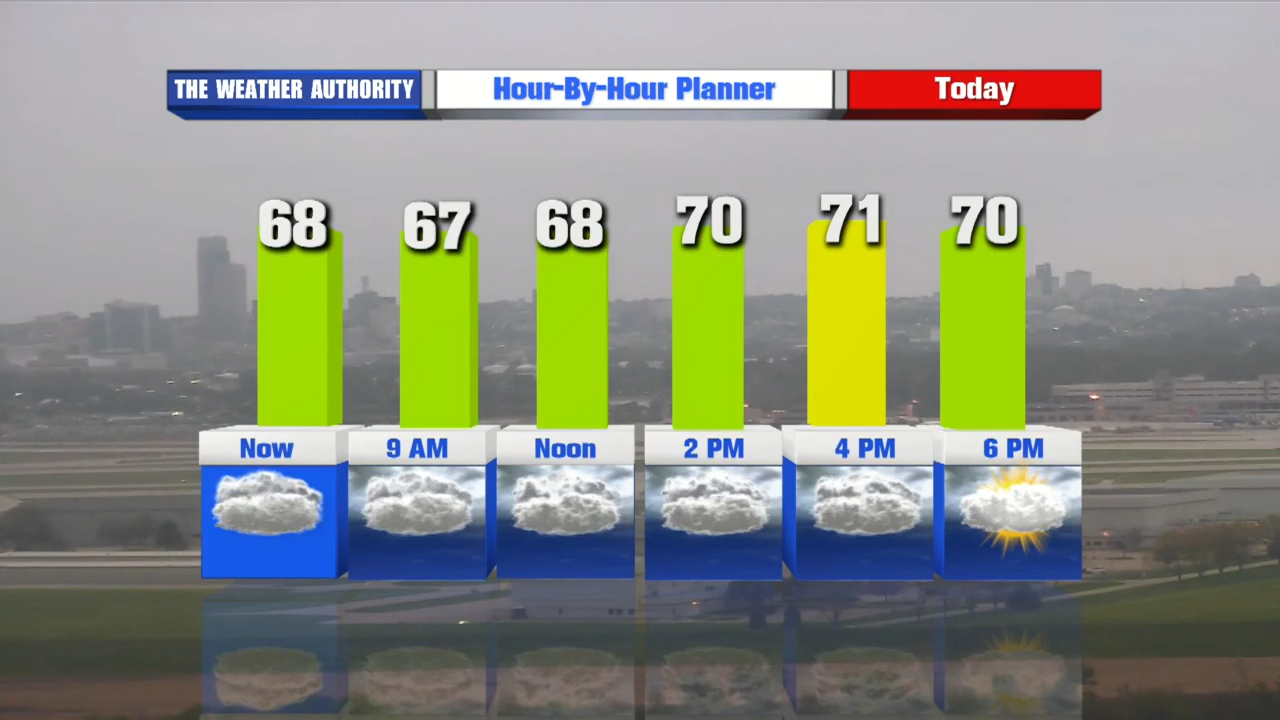 THE WEATHER AUTHORITY
Hour-By-Hour Planner
Today
68
67
68
70
71
70
Now
9 AM
Noon
2 PM
4 PM
6 PM